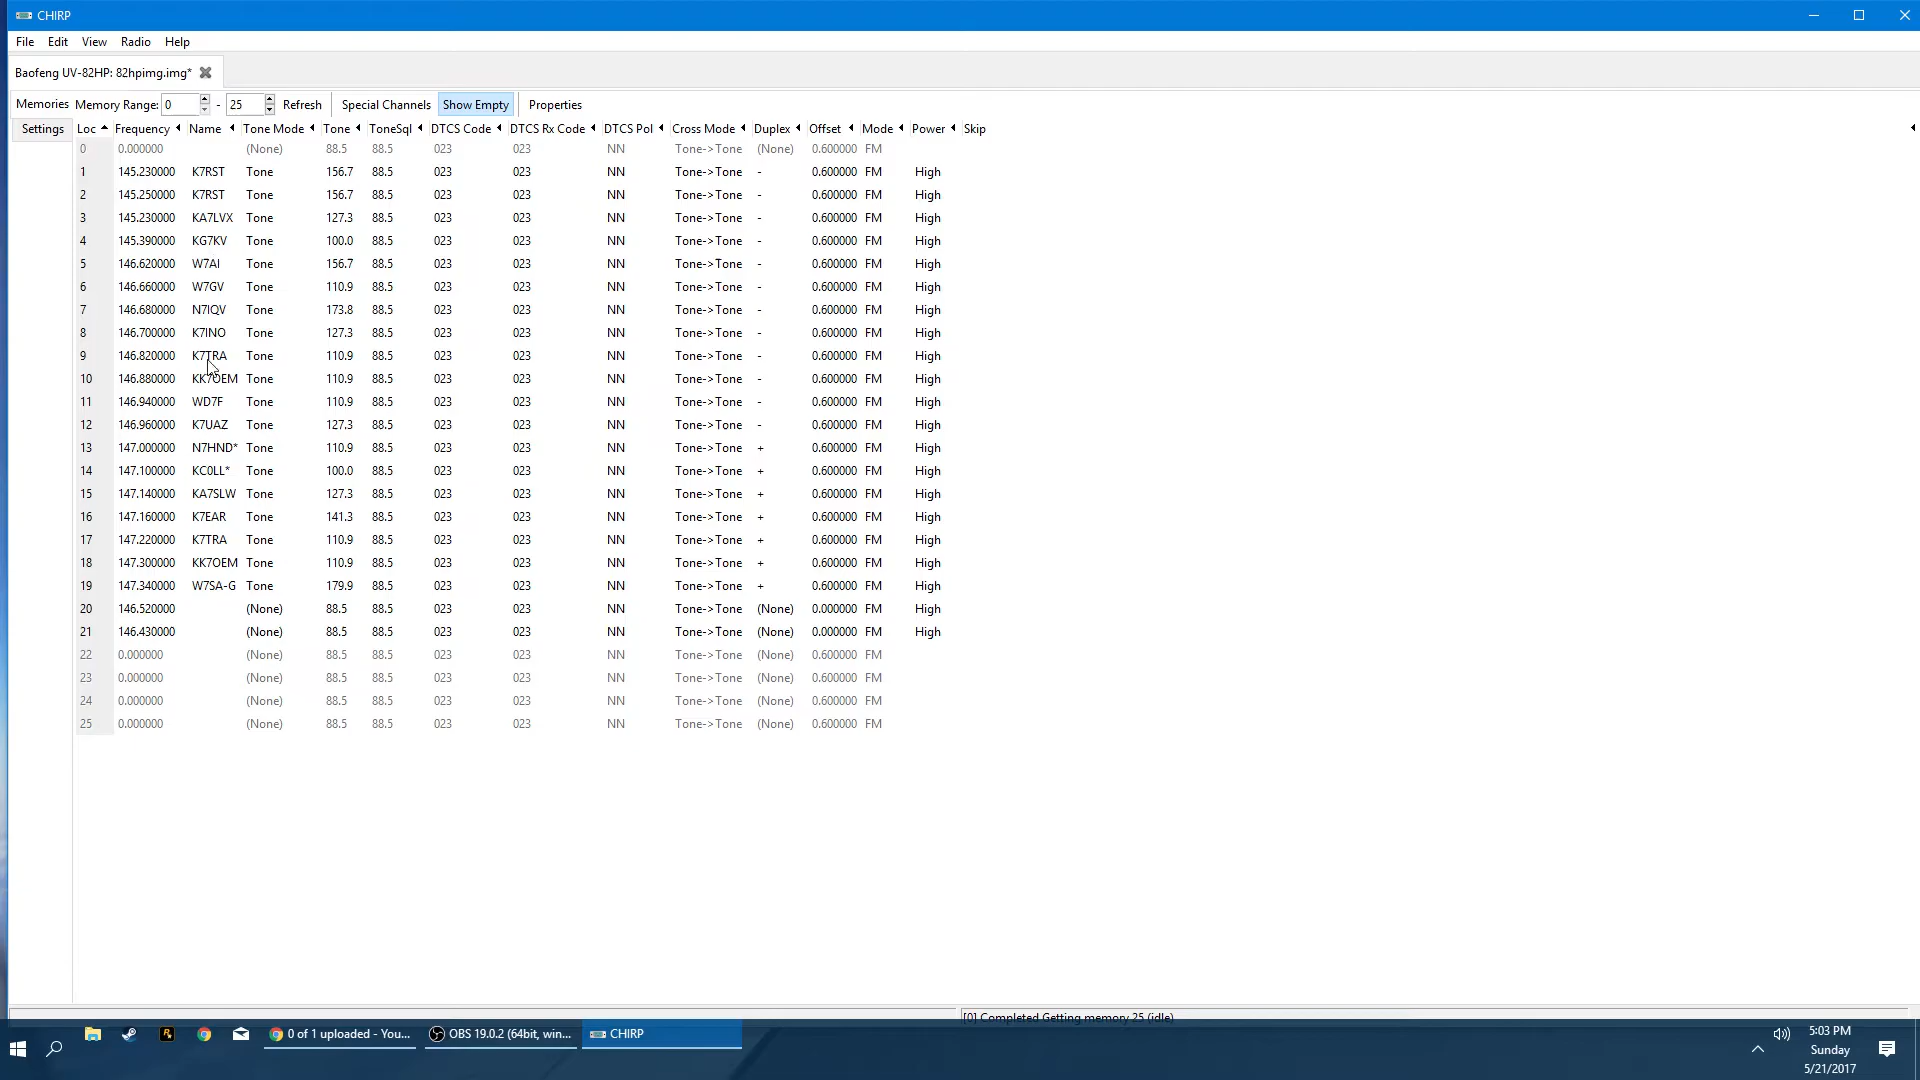 CHIRP
File Edit View Radio Help
Baofeng UV-82HP: 82hpimg.img*
Memories Memory Range: 0 - 25 Refresh Special Channels Show Empty Properties
Settings Loc Frequency Name Tone Mode Tone ToneSql DTCS Code DTCS Rx Code DTCS Pol Cross Mode Duplex Offset Mode Power Skip
0 0.000000 (None) 88.5 88.5 023 023 NN Tone->Tone (None) 0.600000 FM
1 145.230000 K7RST Tone 156.7 88.5 023 023 NN Tone->Tone - 0.600000 FM High
2 145.250000 K7RST Tone 156.7 88.5 023 023 NN Tone->Tone - 0.600000 FM High
3 145.230000 KA7LVX Tone 127.3 88.5 023 023 NN Tone->Tone - 0.600000 FM High
4 145.390000 KG7KV Tone 100.0 88.5 023 023 NN Tone->Tone - 0.600000 FM High
5 146.620000 W7AI Tone 156.7 88.5 023 023 NN Tone->Tone - 0.600000 FM High
6 146.660000 W7GV Tone 110.9 88.5 023 023 NN Tone->Tone - 0.600000 FM High
7 146.680000 N7IQV Tone 173.8 88.5 023 023 NN Tone->Tone - 0.600000 FM High
8 146.700000 K7INO Tone 127.3 88.5 023 023 NN Tone->Tone - 0.600000 FM High
9 146.820000 K7TRA Tone 110.9 88.5 023 023 NN Tone->Tone - 0.600000 FM High
10 146.880000 KK7OEM Tone 110.9 88.5 023 023 NN Tone->Tone - 0.600000 FM High
11 146.940000 WD7F Tone 110.9 88.5 023 023 NN Tone->Tone - 0.600000 FM High
12 146.960000 K7UAZ Tone 127.3 88.5 023 023 NN Tone->Tone - 0.600000 FM High
13 147.000000 N7HND* Tone 110.9 88.5 023 023 NN Tone->Tone + 0.600000 FM High
14 147.100000 KC0LL* Tone 100.0 88.5 023 023 NN Tone->Tone + 0.600000 FM High
15 147.140000 KA7SLW Tone 127.3 88.5 023 023 NN Tone->Tone + 0.600000 FM High
16 147.160000 K7EAR Tone 141.3 88.5 023 023 NN Tone->Tone + 0.600000 FM High
17 147.220000 K7TRA Tone 110.9 88.5 023 023 NN Tone->Tone + 0.600000 FM High
18 147.300000 KK7OEM Tone 110.9 88.5 023 023 NN Tone->Tone + 0.600000 FM High
19 147.340000 W7SA-G Tone 179.9 88.5 023 023 NN Tone->Tone + 0.600000 FM High
20 146.520000 (None) 88.5 88.5 023 023 NN Tone->Tone (None) 0.000000 FM High
21 146.430000 (None) 88.5 88.5 023 023 NN Tone->Tone (None) 0.000000 FM High
22 0.000000 (None) 88.5 88.5 023 023 NN Tone->Tone (None) 0.600000 FM
23 0.000000 (None) 88.5 88.5 023 023 NN Tone->Tone (None) 0.600000 FM
24 0.000000 (None) 88.5 88.5 023 023 NN Tone->Tone (None) 0.600000 FM
25 0.000000 (None) 88.5 88.5 023 023 NN Tone->Tone (None) 0.600000 FM
[0] Completed Getting memory 25 (idle)
0 of 1 uploaded - You... OBS 19.0.2 (64bit, win... CHIRP
5:03 PM
Sunday
5/21/2017